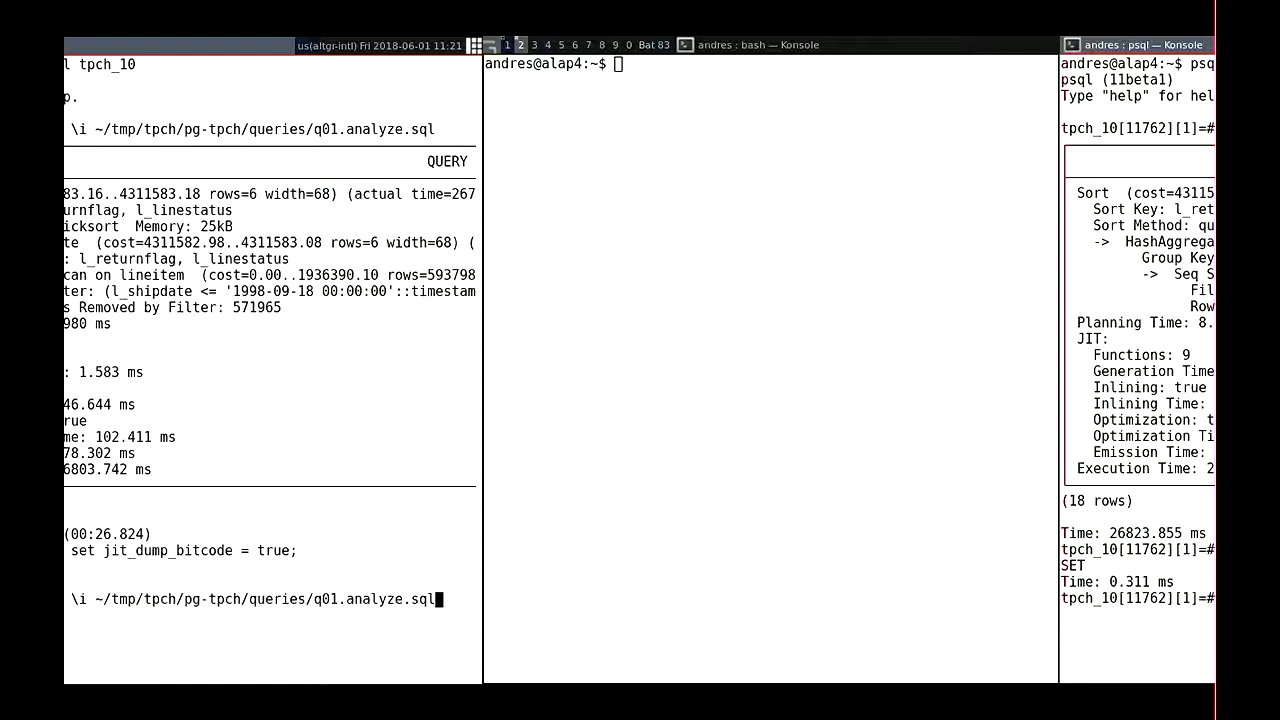 us(altgr-intl) Fri 2018-06-01 11:21
l tpch_10
p.
\i ~/tmp/tpch/pg-tpch/queries/q01.analyze.sql
QUERY
83.16..4311583.18 rows=6 width=68) (actual time=267
urnflag, l_linestatus
icksort  Memory: 25kB
te  (cost=4311582.98..4311583.08 rows=6 width=68) (
: l_returnflag, l_linestatus
can on lineitem  (cost=0.00..1936390.10 rows=593798
ter: (l_shipdate <= '1998-09-18 00:00:00'::timestam
s Removed by Filter: 571965
980 ms
: 1.583 ms
46.644 ms
rue
me: 102.411 ms
78.302 ms
6803.742 ms
(00:26.824)
set jit_dump_bitcode = true;
\i ~/tmp/tpch/pg-tpch/queries/q01.analyze.sql
1 2 3 4 5 6 7 8 9 0 Bat 83 andres : bash — Konsole
andres@alap4:~$
andres : psql — Konsole
andres@alap4:~$ psq
psql (11beta1)
Type "help" for hel
tpch_10[11762][1]=#
Sort  (cost=43115
Sort Key: l_ret
Sort Method: qu
->  HashAggrega
Group Key
->  Seq S
Fil
Row
Planning Time: 8.
JIT:
Functions: 9
Generation Time
Inlining: true
Inlining Time:
Optimization: t
Optimization Ti
Emission Time:
Execution Time: 2
(18 rows)
Time: 26823.855 ms
tpch_10[11762][1]=#
SET
Time: 0.311 ms
tpch_10[11762][1]=#